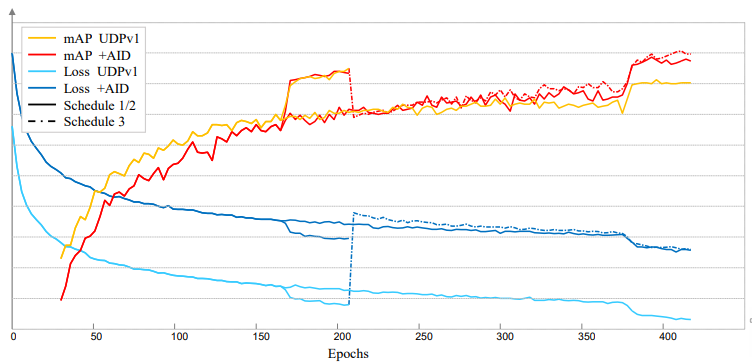 mAP UDPv1
mAP +AID
Loss UDPv1
Loss +AID
Schedule 1/2
Schedule 3
0 50 100 150 200 250 300 350 400
Epochs